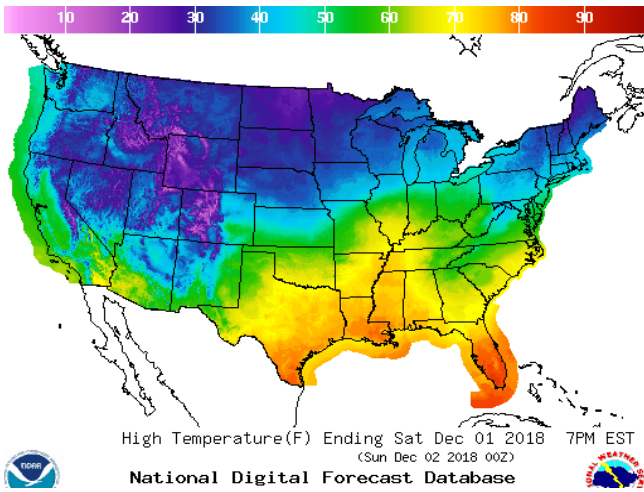 10 20 30 40 50 60 70 80 90
High Temperature(F) Ending Sat Dec 01 2018 7PM EST
(Sun Dec 02 2018 00Z)
National Digital Forecast Database
noaa